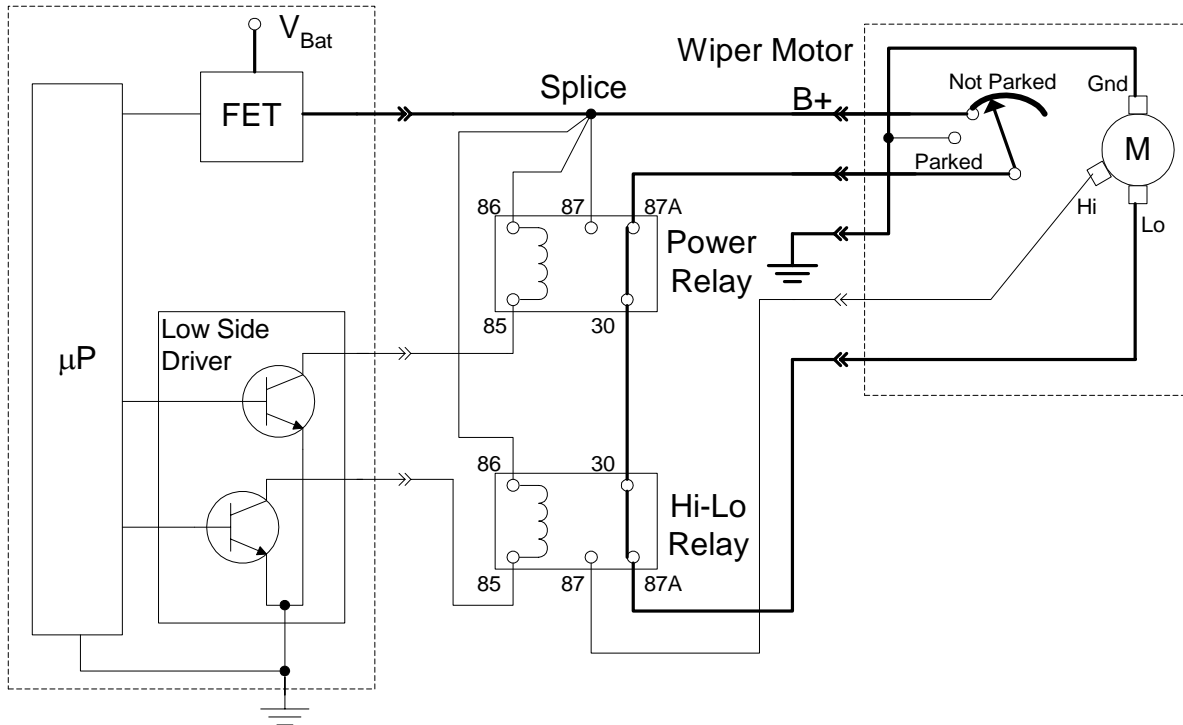 V_Bat
FET
Splice
Wiper Motor
B+
Not Parked
Gnd
M
Parked
Hi
Lo
86
87
87A
Power
Relay
85
30
Low Side
Driver
μP
86
30
Hi-Lo
Relay
85
87
87A